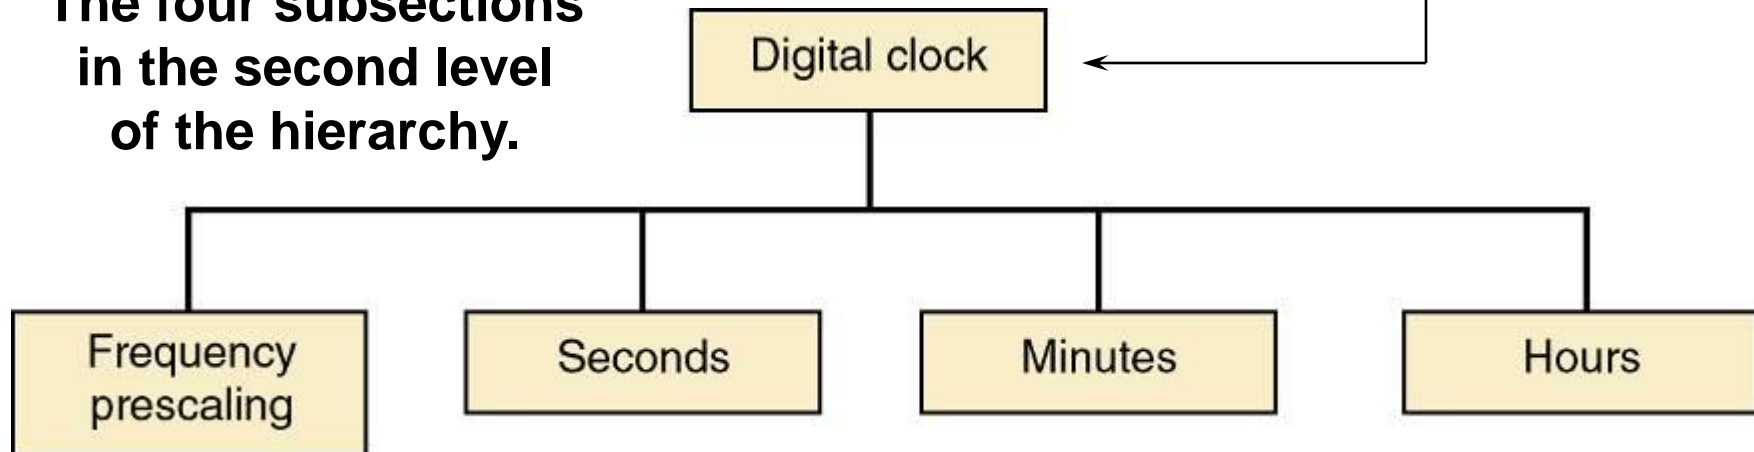 The four subsections
in the second level
of the hierarchy.
Digital clock
Frequency
prescaling
Seconds
Minutes
Hours